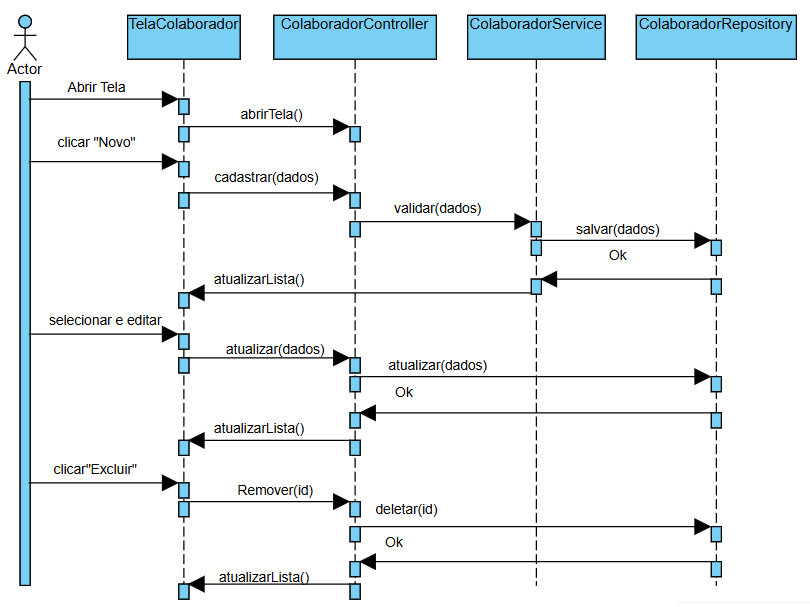 TelaColaborador
ColaboradorController
ColaboradorService
ColaboradorRepository
Actor
Abrir Tela
abrirTela()
clicar "Novo"
cadastrar(dados)
validar(dados)
salvar(dados)
Ok
atualizarLista()
selecionar e editar
atualizar(dados)
atualizar(dados)
Ok
atualizarLista()
clicar"Excluir"
Remover(id)
deletar(id)
Ok
atualizarLista()